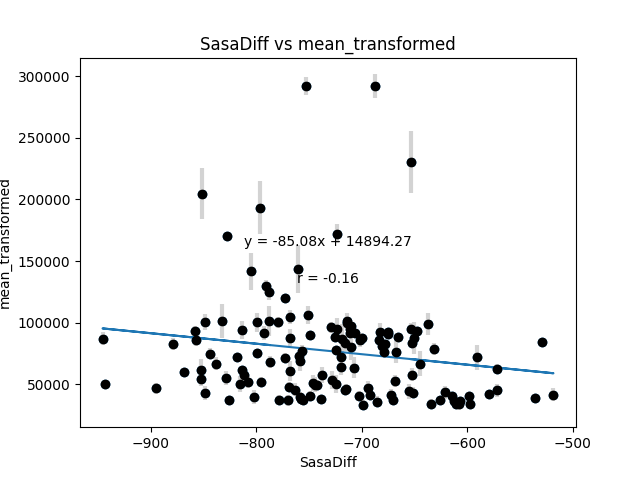 SasaDiff vs mean_transformed
300000
250000
200000
150000
100000
50000
mean_transformed
y = -85.08x + 14894.27
r = -0.16
−900
−800
−700
−600
−500
SasaDiff